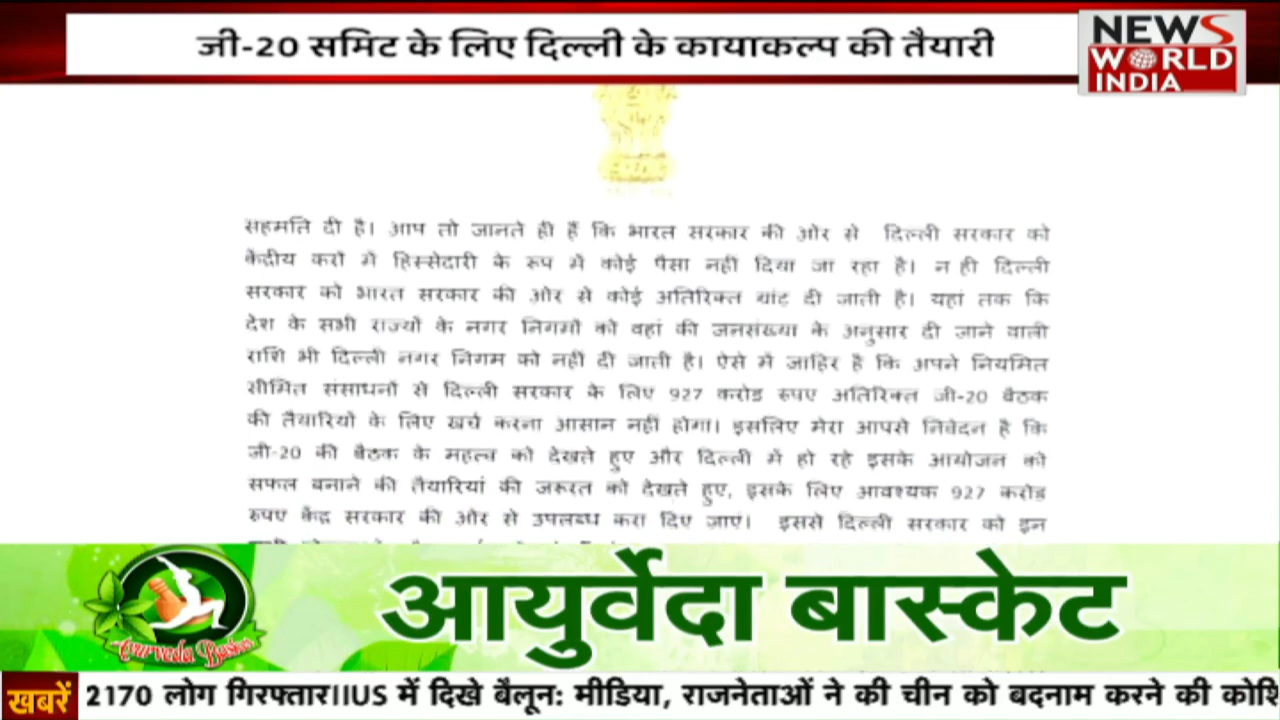 जी-20 समिट के लिए दिल्ली के कायाकल्प की तैयारी
NEWS
WORLD
INDIA
सहमति दी है। आप तो जानते ही हैं कि भारत सरकार की ओर से दिल्ली सरकार को
केंद्रीय करों में हिस्सेदारी के रूप में कोई पैसा नहीं दिया जा रहा है। न ही दिल्ली
सरकार को भारत सरकार की ओर से कोई अतिरिक्त ग्रांट दी जाती है। यहां तक कि
देश के सभी राज्यों के नगर निगमों को वहां की जनसंख्या के अनुसार दी जाने वाली
राशि भी दिल्ली नगर निगम को नहीं दी जाती है। ऐसे में जाहिर है कि अपने नियमित
सीमित संसाधनों से दिल्ली सरकार के लिए 927 करोड रुपए अतिरिक्त जी-20 बैठक
की तैयारियों के लिए खर्च करना आसान नहीं होगा। इसलिए मेरा आपसे निवेदन है कि
जी-20 की बैठक के महत्व को देखते हुए और दिल्ली में हो रहे इसके आयोजन को
सफल बनाने की तैयारियां की जरूरत को देखते हुए, इसके लिए आवश्यक 927 करोड
रुपए केंद्र सरकार की ओर से उपलब्ध करा दिए जाएं। इससे दिल्ली सरकार को इन
आयुर्वेदा बास्केट
Ayurveda Basket
खबरें
2170 लोग गिरफ्तार।।US में दिखे बैलून: मीडिया, राजनेताओं ने की चीन को बदनाम करने की कोशि